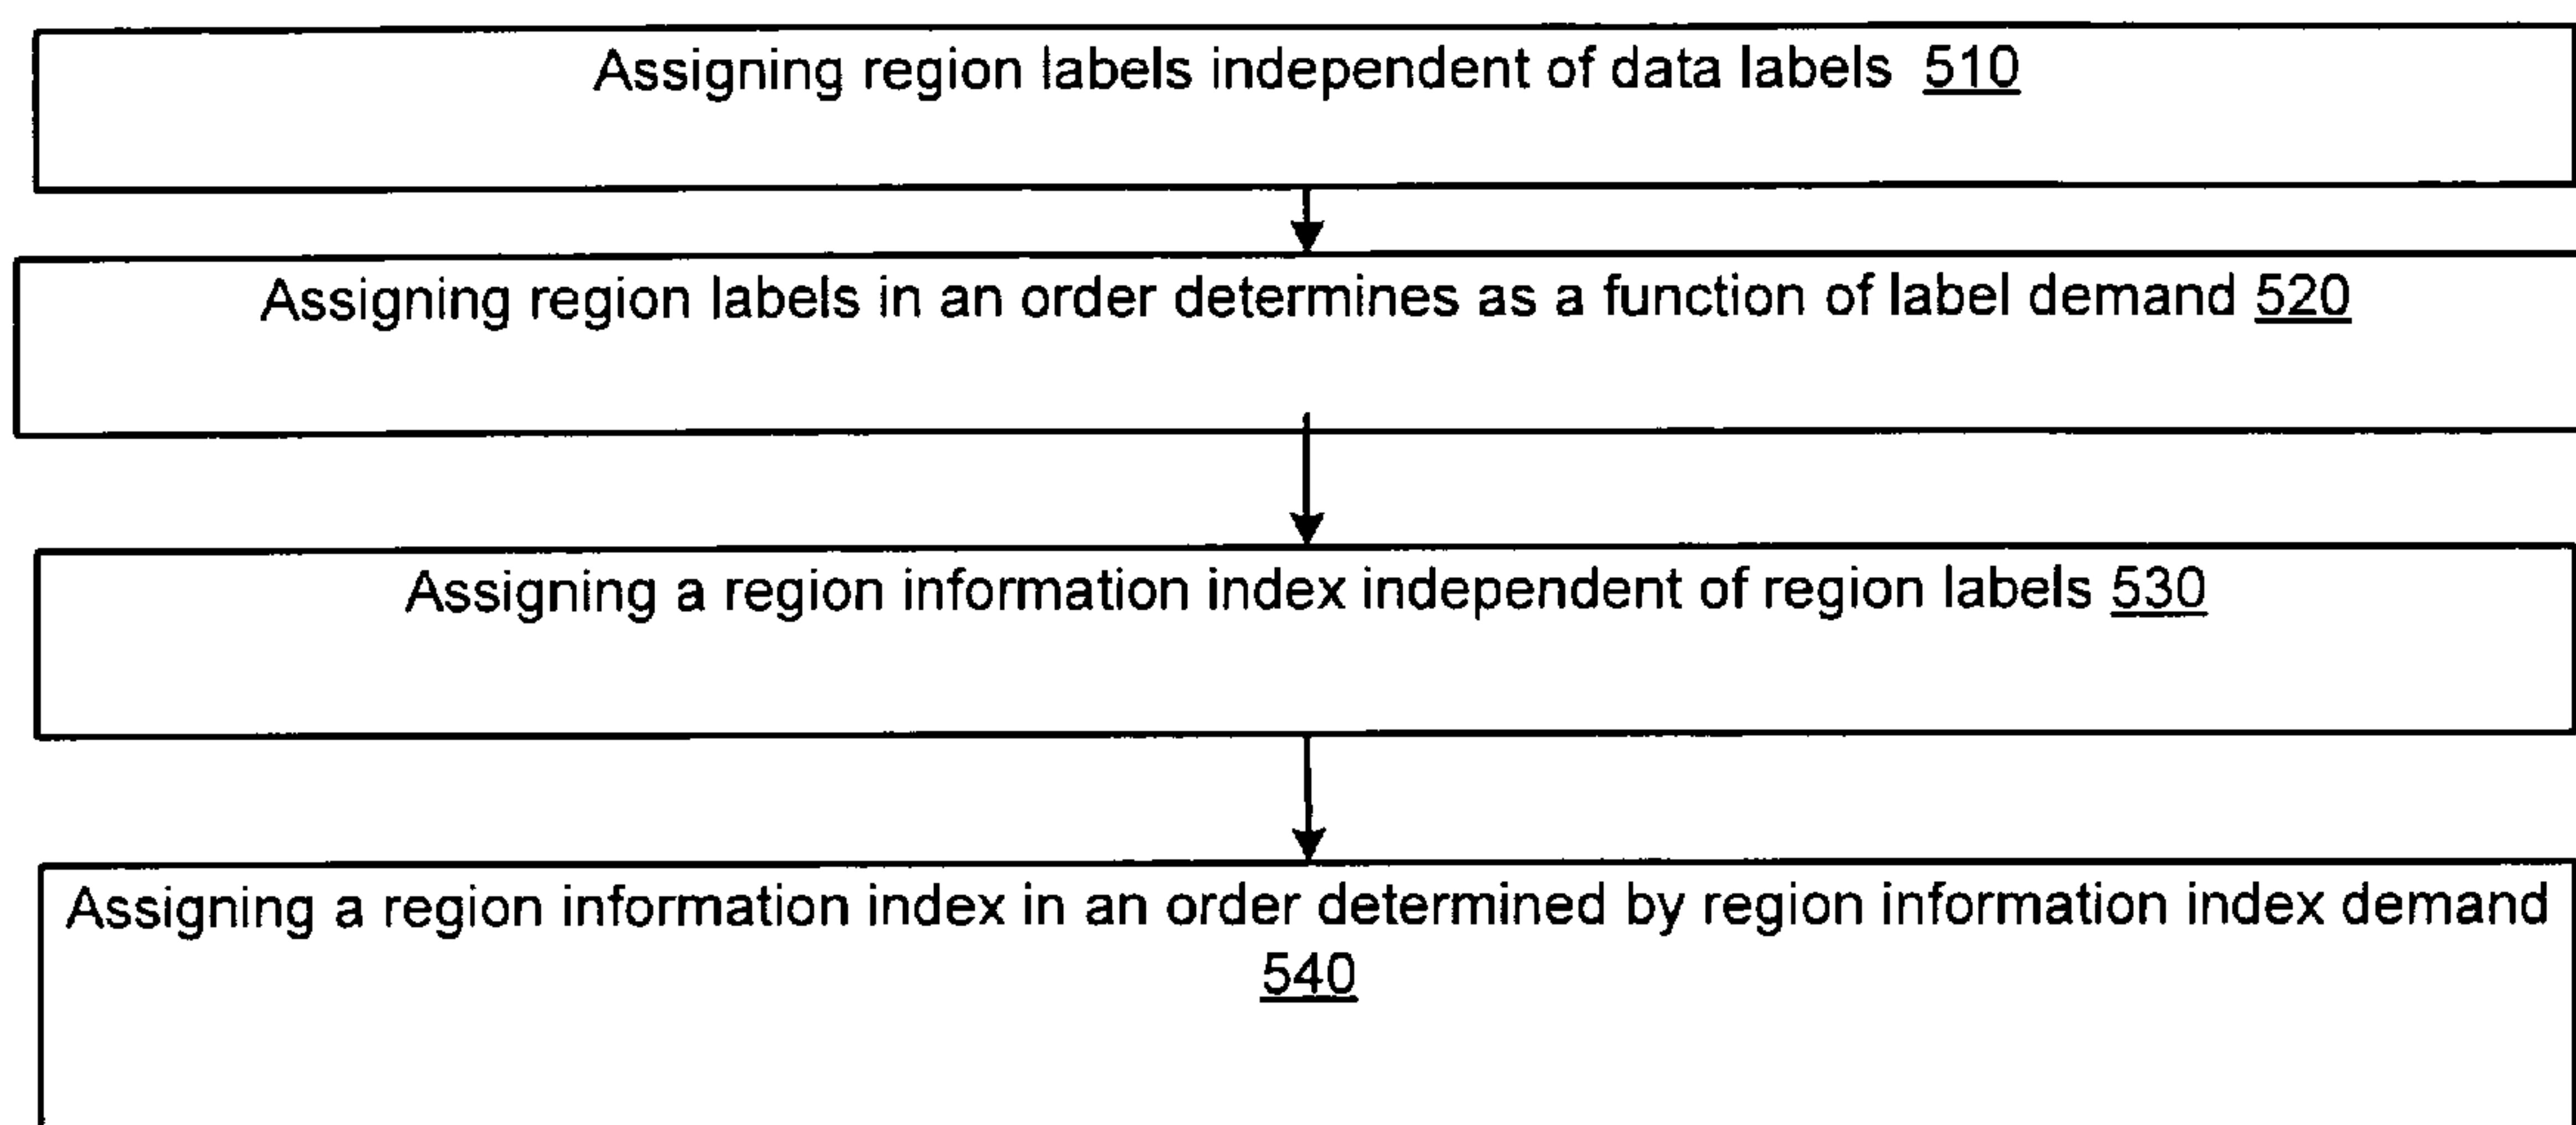 Assigning region labels independent of data labels 510
Assigning region labels in an order determines as a function of label demand 520
Assigning a region information index independent of region labels 530
Assigning a region information index in an order determined by region information index demand
540